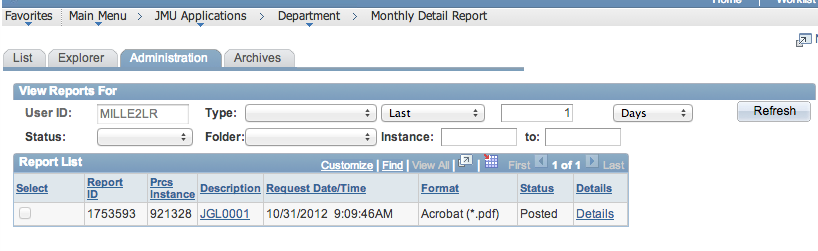 Home Worklist
Favorites Main Menu > JMU Applications > Department > Monthly Detail Report
List Explorer Administration Archives
View Reports For
User ID: MILLE2LR Type: Last 1 Days Refresh
Status: Folder: Instance: to:
Report List Customize | Find | View All | | First 1 of 1 Last
Select Report ID Prcs Instance Description Request Date/Time Format Status Details
1753593 921328 JGL0001 10/31/2012 9:09:46AM Acrobat (*.pdf) Posted Details